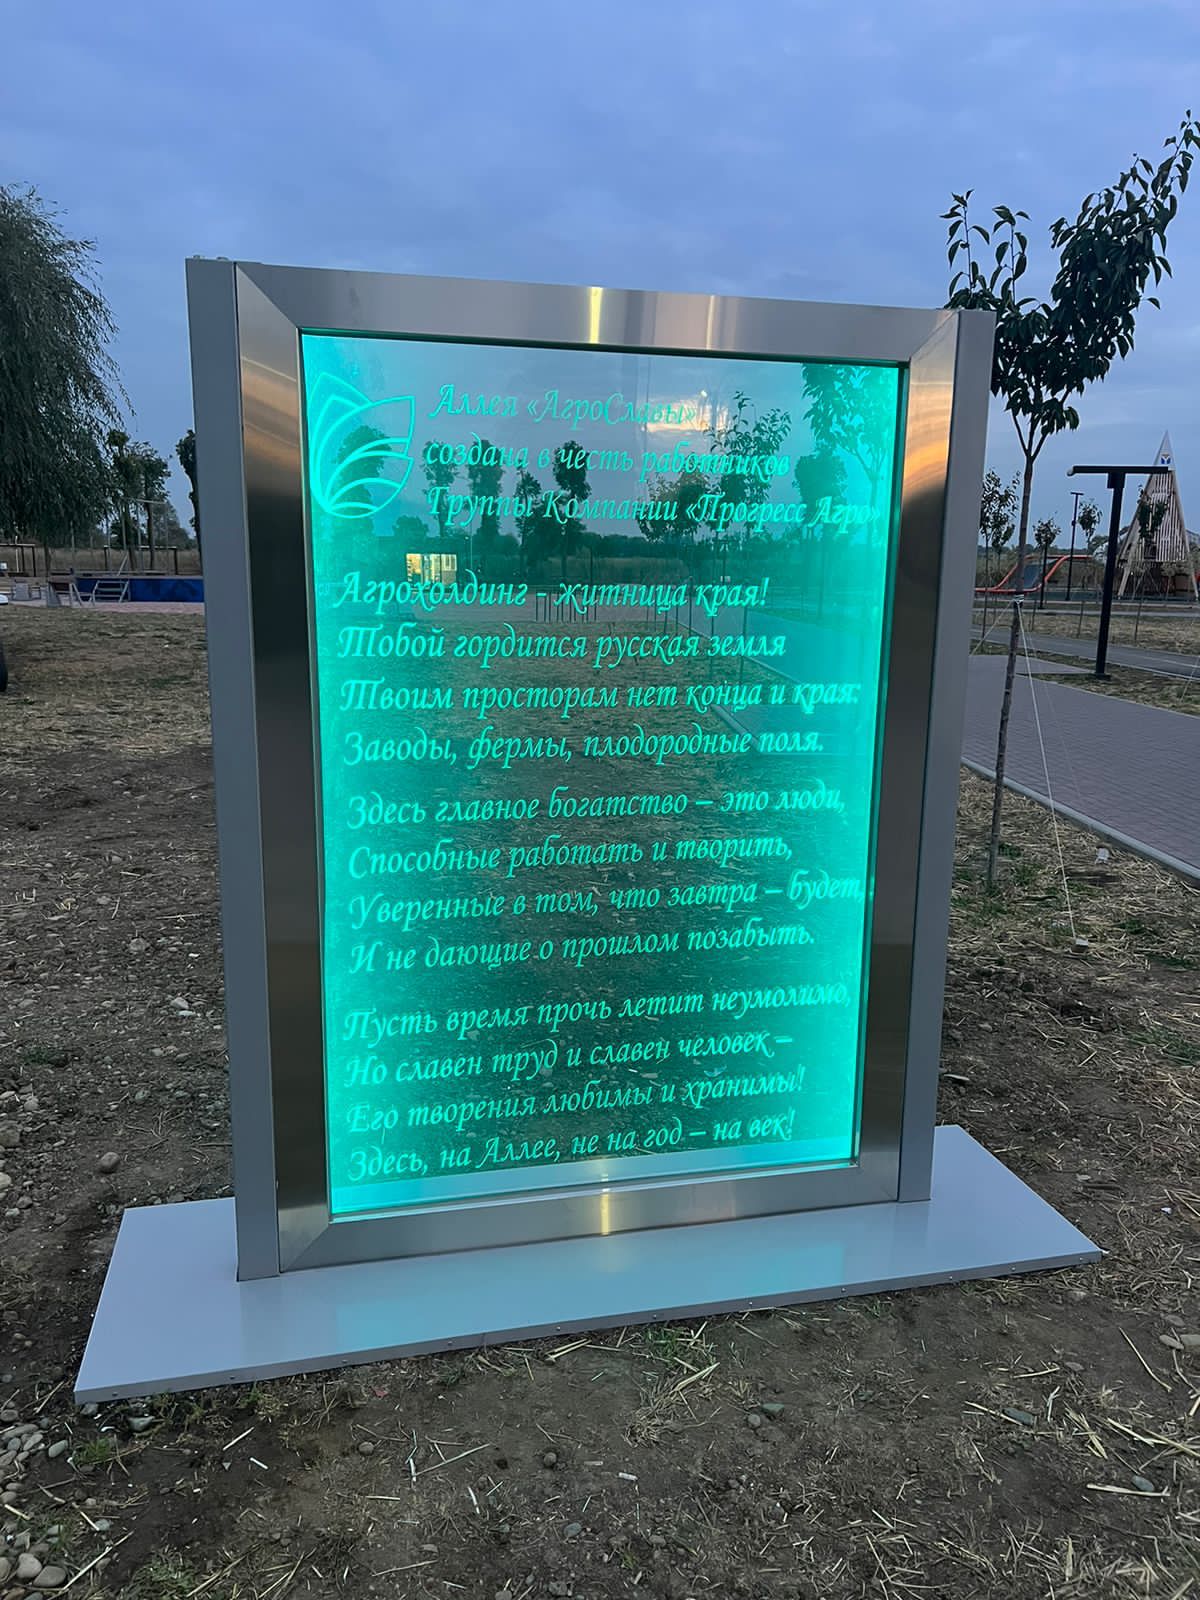 Аллея «АгроСлавы»
создана в честь работников
Группы Компании «Прогресс Агро»
Агрохолдинг - житница края!
Тобой гордится русская земля
Твоим просторам нет конца и края:
Заводы, фермы, плодородные поля.
Здесь главное богатство – это люди,
Способные работать и творить,
Уверенные в том, что завтра – будет,
И не дающие о прошлом позабыть.
Пусть время прочь летит неумолимо,
Но славен труд и славен человек –
Его творения любимы и хранимы!
Здесь, на Аллее, не на год – на век!